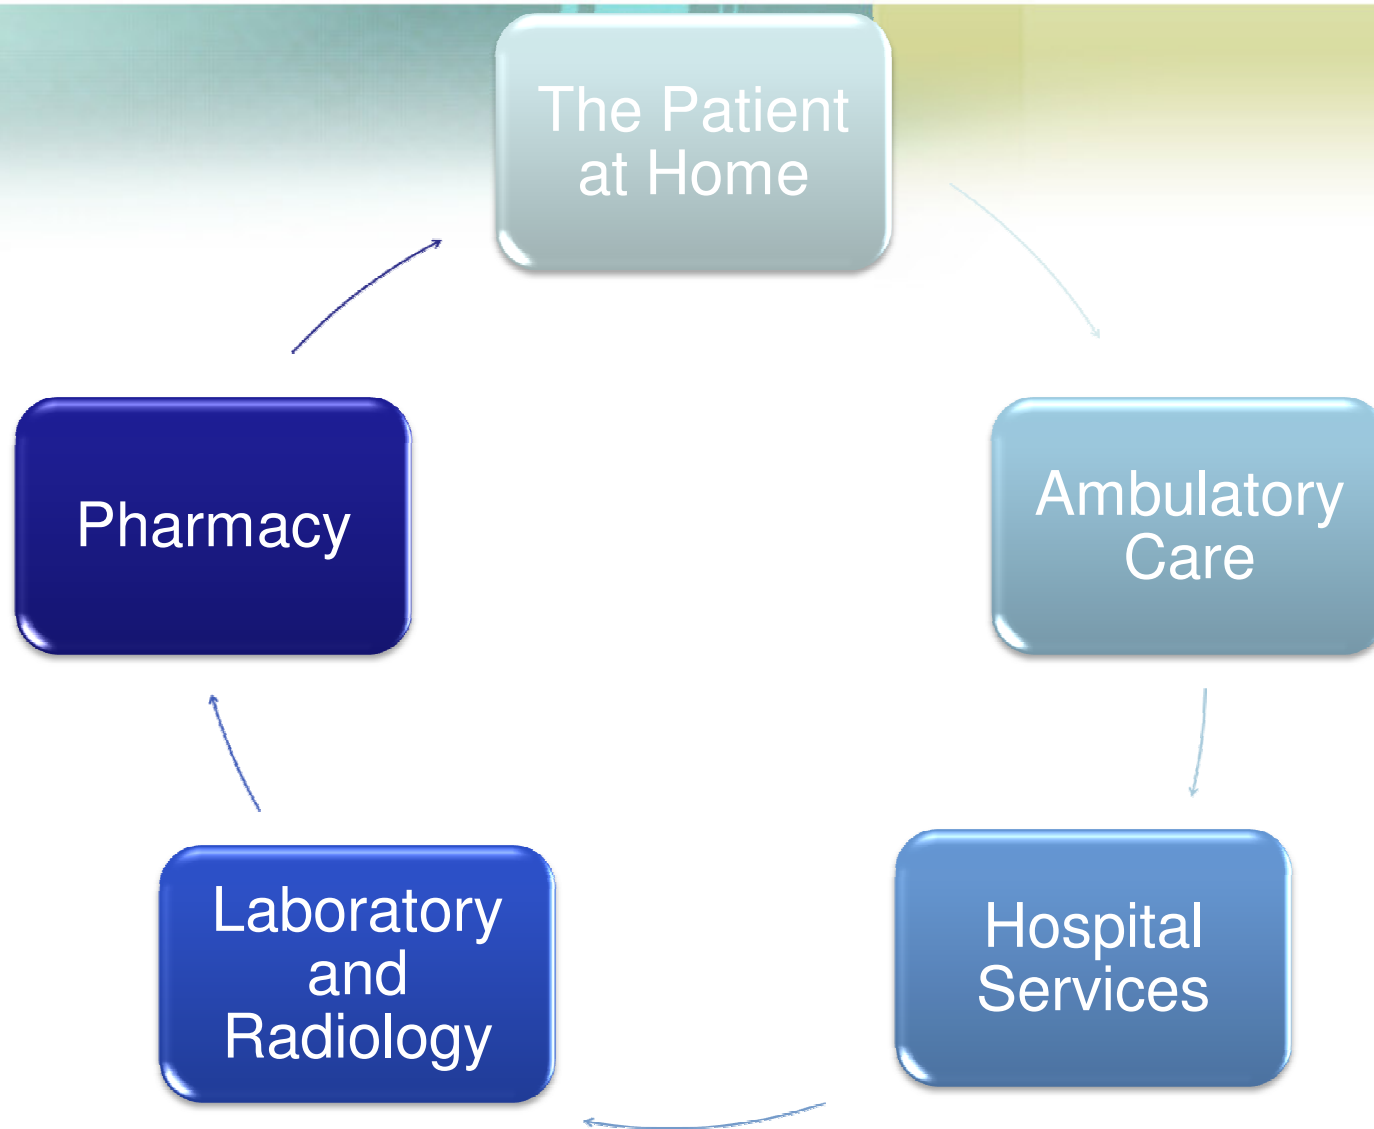 The Patient
at Home
Ambulatory
Care
Hospital
Services
Laboratory
and
Radiology
Pharmacy